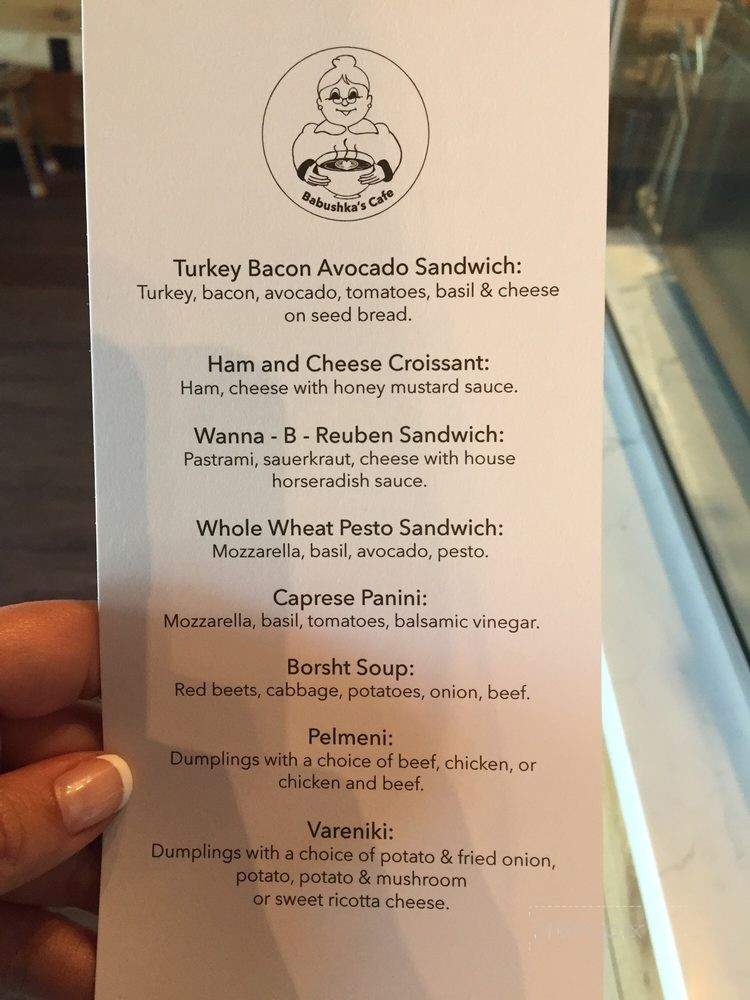 Babushka's Cafe
Turkey Bacon Avocado Sandwich:
Turkey, bacon, avocado, tomatoes, basil & cheese
on seed bread.
Ham and Cheese Croissant:
Ham, cheese with honey mustard sauce.
Wanna - B - Reuben Sandwich:
Pastrami, sauerkraut, cheese with house
horseradish sauce.
Whole Wheat Pesto Sandwich:
Mozzarella, basil, avocado, pesto.
Caprese Panini:
Mozzarella, basil, tomatoes, balsamic vinegar.
Borsht Soup:
Red beets, cabbage, potatoes, onion, beef.
Pelmeni:
Dumplings with a choice of beef, chicken, or
chicken and beef.
Vareniki:
Dumplings with a choice of potato & fried onion,
potato, potato & mushroom
or sweet ricotta cheese.